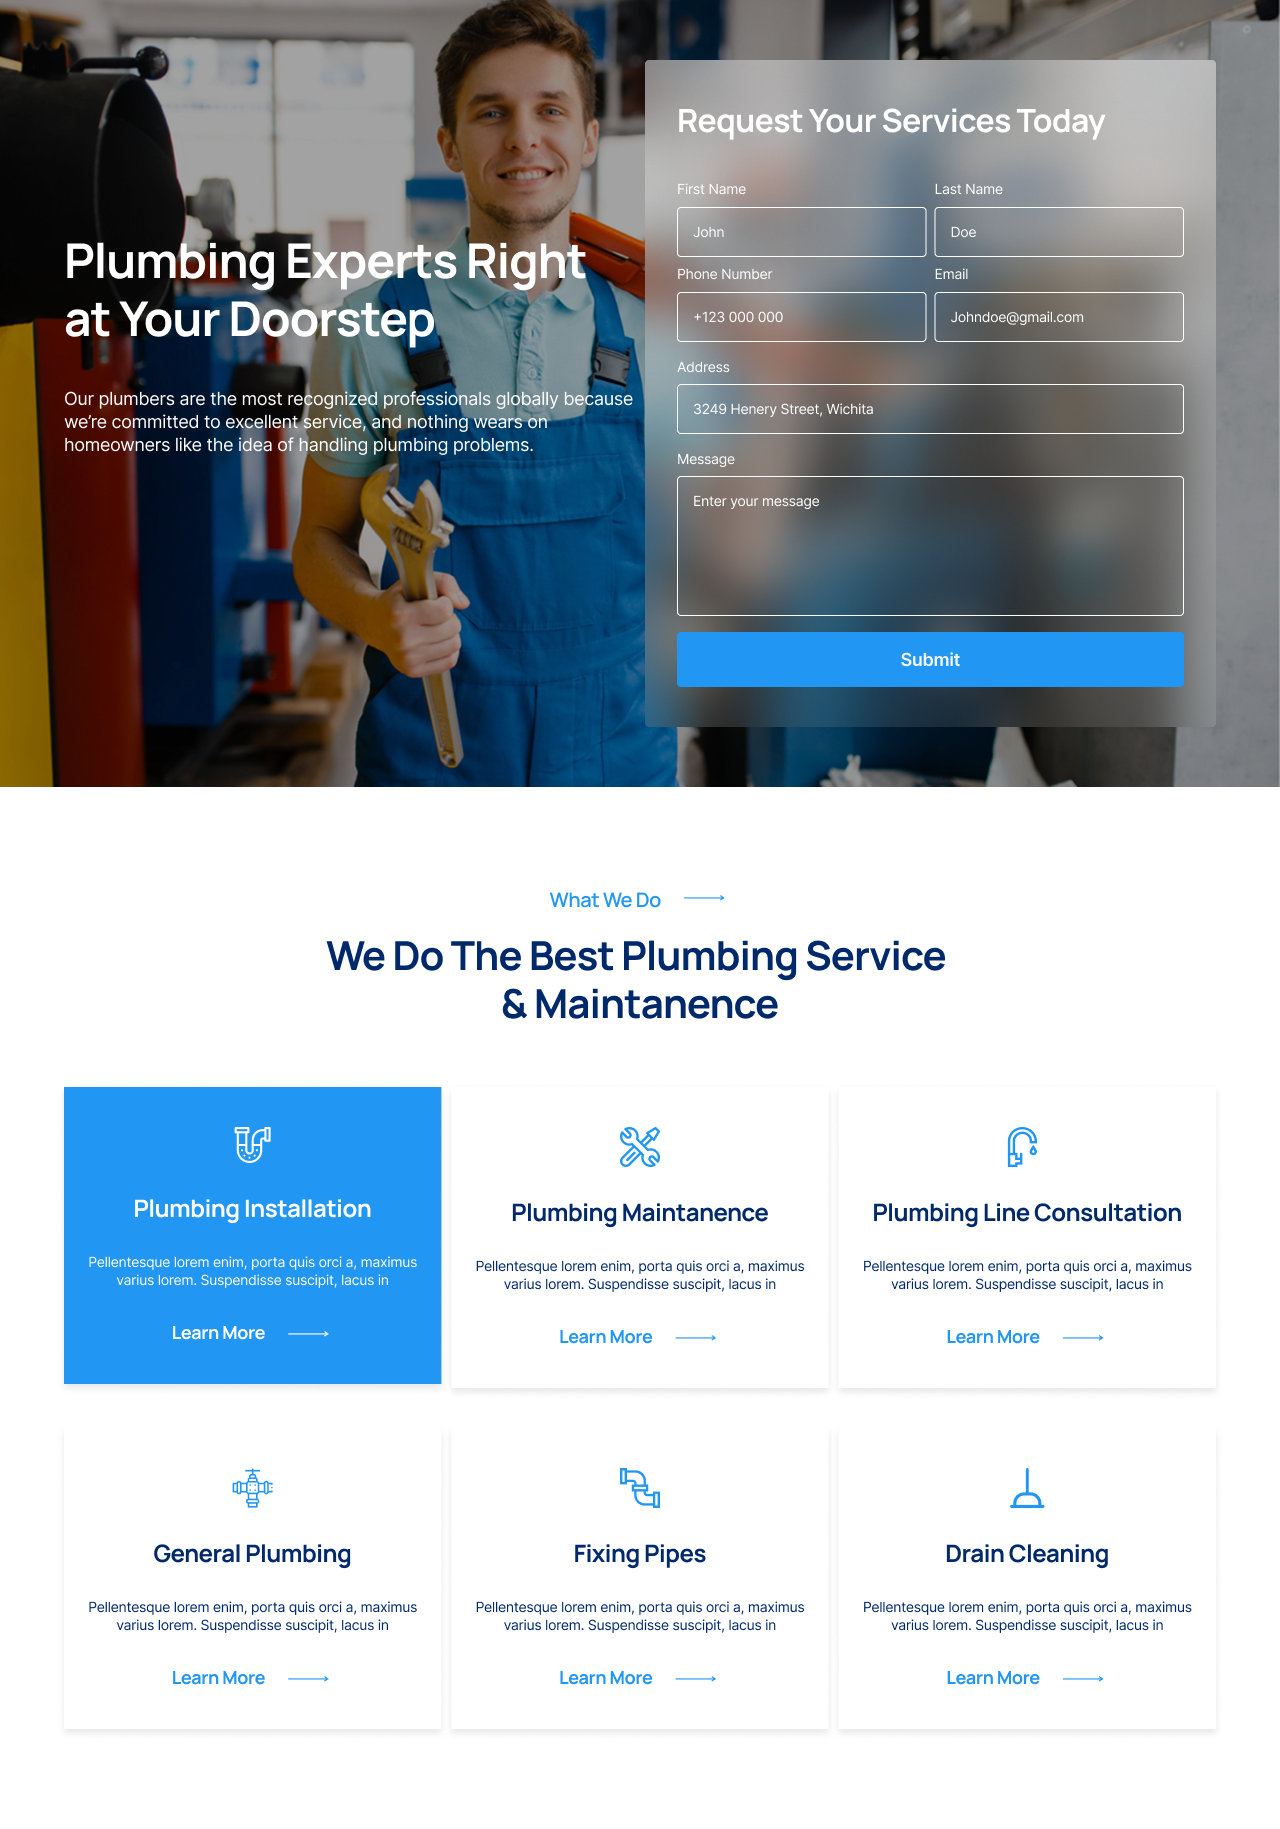 Plumbing Experts Right
at Your Doorstep
Our plumbers are the most recognized professionals globally because
we’re committed to excellent service, and nothing wears on
homeowners like the idea of handling plumbing problems.
Request Your Services Today
First Name
Last Name
John
Doe
Phone Number
Email
+123 000 000
Johndoe@gmail.com
Address
3249 Henery Street, Wichita
Message
Enter your message
Submit
What We Do
We Do The Best Plumbing Service
& Maintanence
Plumbing Installation
Pellentesque lorem enim, porta quis orci a, maximus
varius lorem. Suspendisse suscipit, lacus in
Learn More
Plumbing Maintanence
Pellentesque lorem enim, porta quis orci a, maximus
varius lorem. Suspendisse suscipit, lacus in
Learn More
Plumbing Line Consultation
Pellentesque lorem enim, porta quis orci a, maximus
varius lorem. Suspendisse suscipit, lacus in
Learn More
General Plumbing
Pellentesque lorem enim, porta quis orci a, maximus
varius lorem. Suspendisse suscipit, lacus in
Learn More
Fixing Pipes
Pellentesque lorem enim, porta quis orci a, maximus
varius lorem. Suspendisse suscipit, lacus in
Learn More
Drain Cleaning
Pellentesque lorem enim, porta quis orci a, maximus
varius lorem. Suspendisse suscipit, lacus in
Learn More